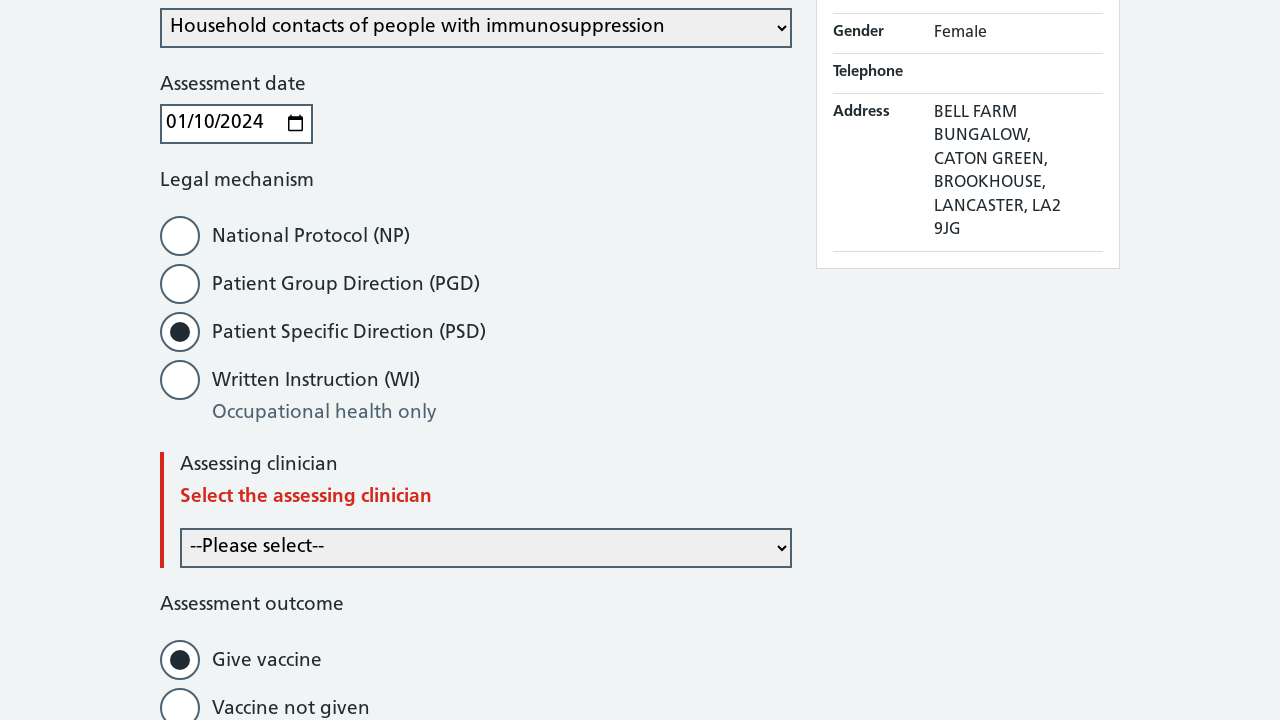 Household contacts of people with immunosuppression
Assessment date
01/10/2024
Legal mechanism
National Protocol (NP)
Patient Group Direction (PGD)
Patient Specific Direction (PSD)
Written Instruction (WI)
Occupational health only
Assessing clinician
Select the assessing clinician
--Please select--
Assessment outcome
Give vaccine
Vaccine not given
Gender Female
Telephone
Address BELL FARM
BUNGALOW,
CATON GREEN,
BROOKHOUSE,
LANCASTER, LA2
9JG